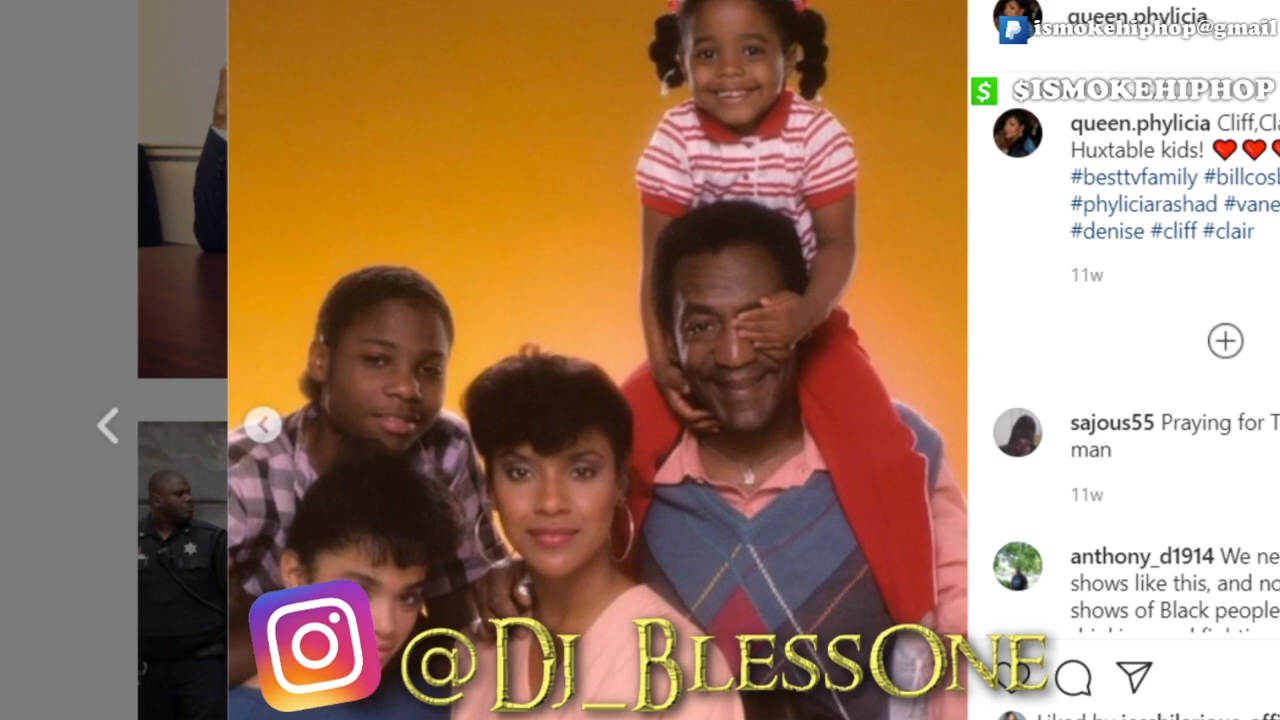 queen.phylicia
ismokehiphop@gmail
$ISMOKEHIPHOP
queen.phylicia Cliff,Cla
Huxtable kids! ❤️❤️❤️
#besttvfamily #billcosb
#phyliciarashad #vane
#denise #cliff #clair
11w
sajous55 Praying for T
man
11w
anthony_d1914 We ne
shows like this, and no
shows of Black people
@Dj_BlessOne